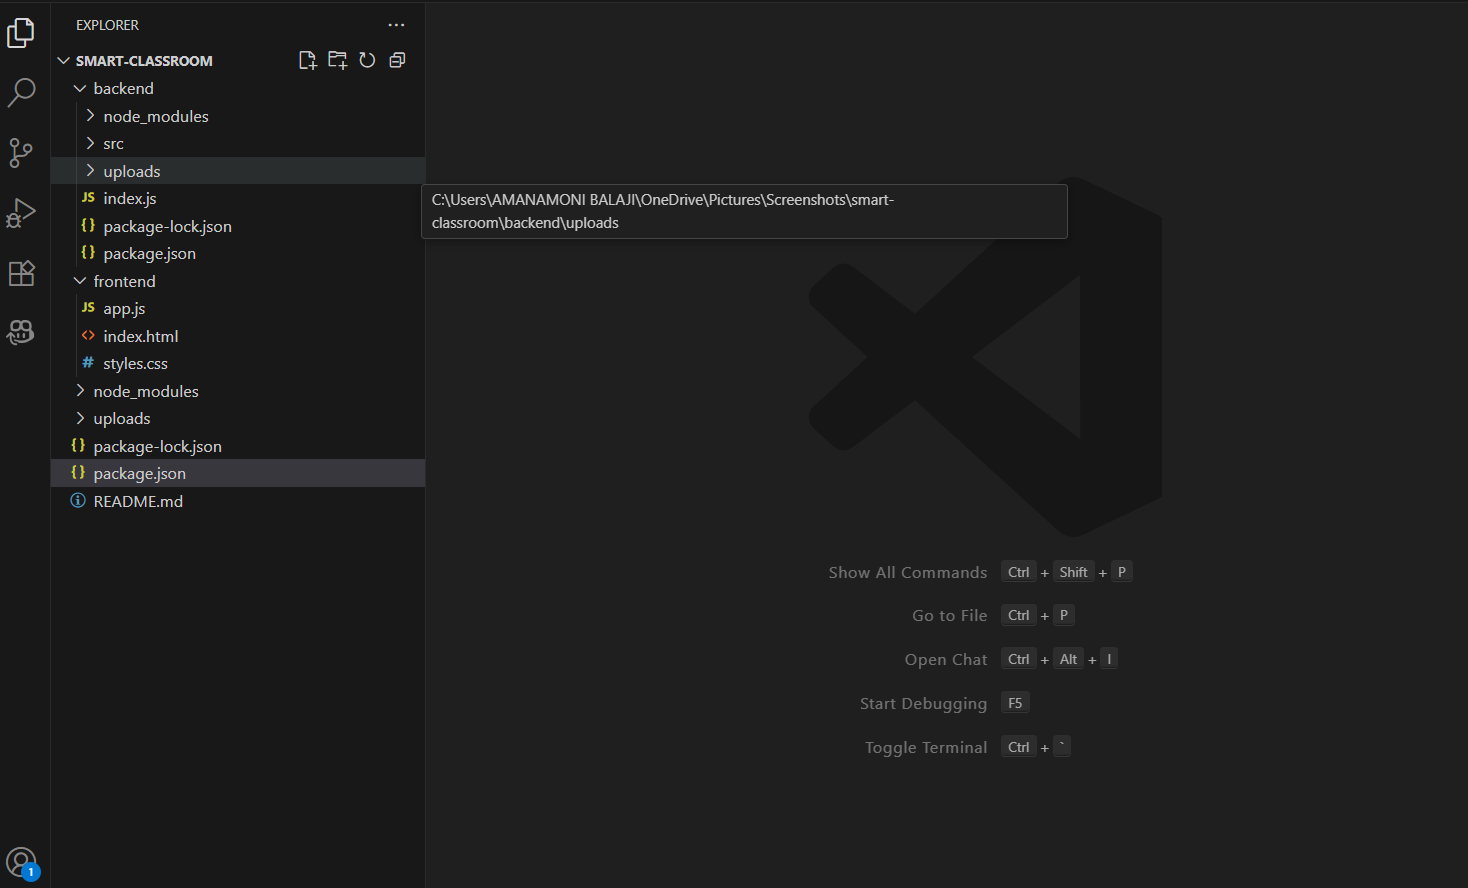 EXPLORER
SMART-CLASSROOM
backend
node_modules
src
uploads
JS index.js
{} package-lock.json
{} package.json
frontend
JS app.js
<> index.html
# styles.css
node_modules
uploads
{} package-lock.json
{} package.json
README.md
C:\Users\AMANAMONI BALAJI\OneDrive\Pictures\Screenshots\smart-
classroom\backend\uploads
Show All Commands Ctrl + Shift + P
Go to File Ctrl + P
Open Chat Ctrl + Alt + I
Start Debugging F5
Toggle Terminal Ctrl + `
1